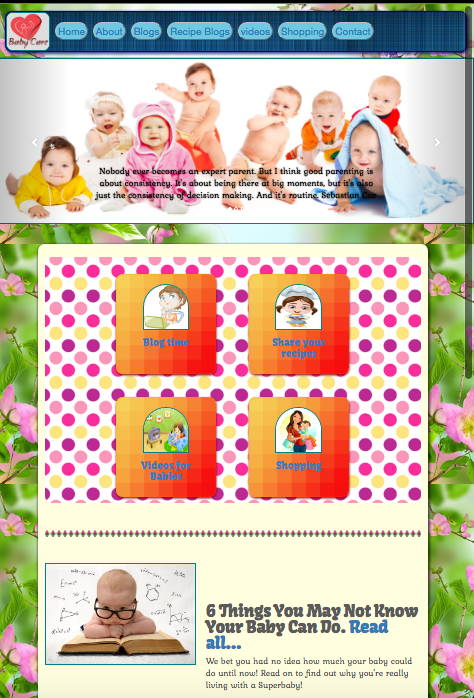 Baby Care
Home
About
Blogs
Recipe Blogs
videos
Shopping
Contact
Nobody ever becomes an expert parent. But I think good parenting is
about consistency. It's about being there at big moments, but it's also
just the consistency of decision making. And it's routine. Sebastian Coe
Blog time
Share your
recipes
Videos for
Babies
Shopping
6 Things You May Not Know
Your Baby Can Do. Read
all...
We bet you had no idea how much your baby could
do until now! Read on to find out why you're really
living with a Superbaby!